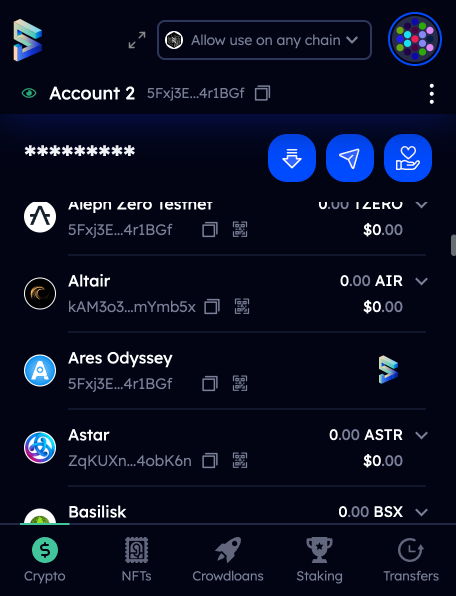 Allow use on any chain
Account 2 5Fxj3E...4r1BGf
*********
Aleph Zero Testnet 0.00 TZERO
5Fxj3E...4r1BGf $0.00
Altair 0.00 AIR
kAM3o3...mYmb5x $0.00
Ares Odyssey
5Fxj3E...4r1BGf
Astar 0.00 ASTR
ZqKUXn...4obK6n $0.00
Basilisk 0.00 BSX
Crypto NFTs Crowdloans Staking Transfers